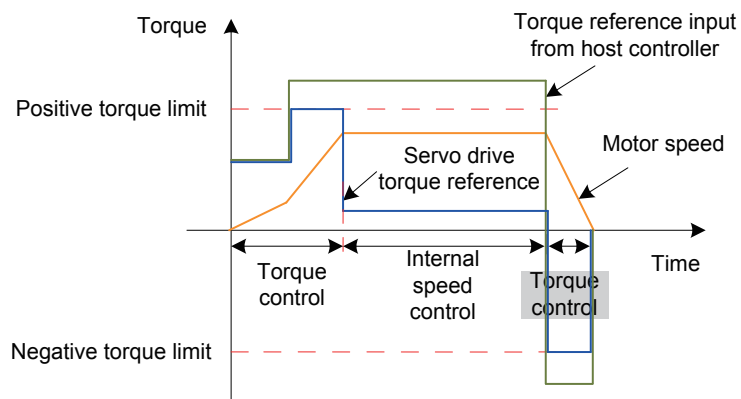 Torque
Torque reference input
from host controller
Positive torque limit
Motor speed
Servo drive
torque reference
Time
Torque
control
Internal
speed
control
Torque
control
Negative torque limit